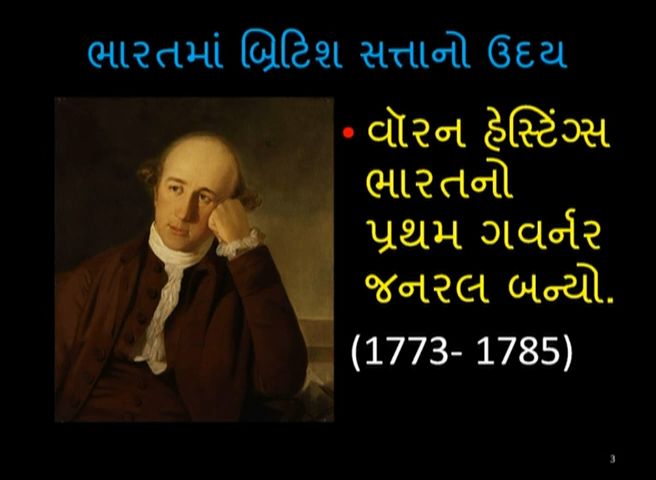 ભારતમાં બ્રિટિશ સત્તાનો ઉદય
• વૉરન હેસ્ટિંગ્સ
ભારતનો
પ્રથમ ગવર્નર
જનરલ બન્યો.
(1773- 1785)
3